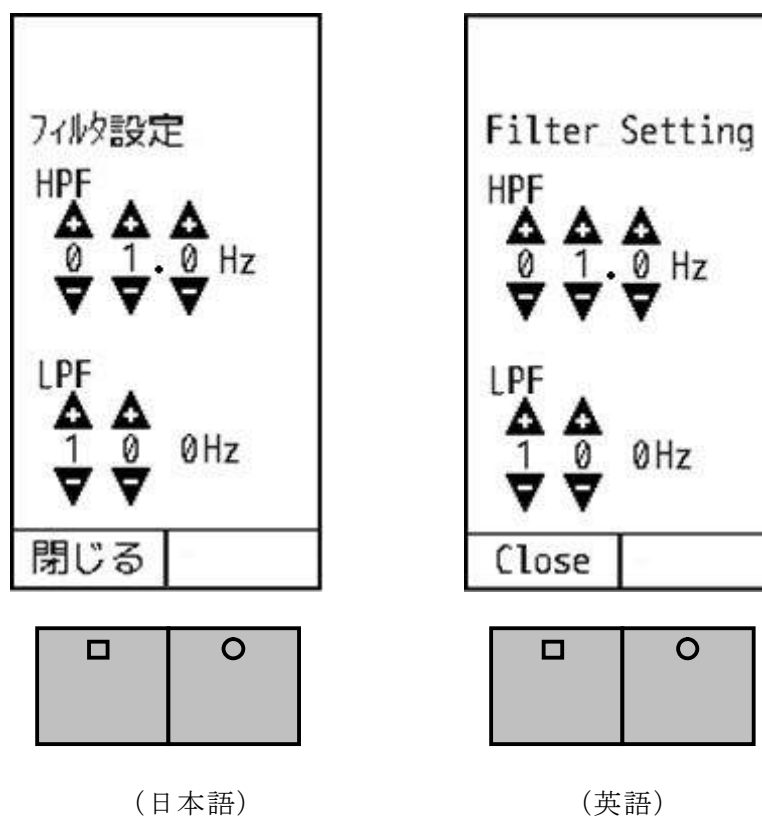 フィルタ設定
HPF
+ + +
0 1.0 Hz
- - -
LPF
+ +
1 0 0Hz
- -
閉じる
(日本語)
Filter Setting
HPF
+ + +
0 1.0 Hz
- - -
LPF
+ +
1 0 0Hz
- -
Close
(英語)